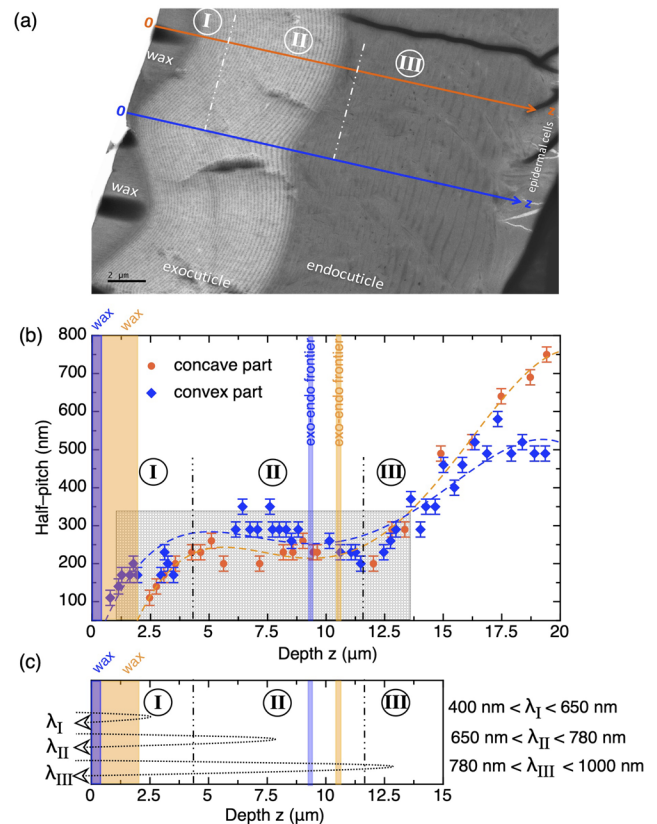 (a)
0
I
II
III
wax
0
z
wax
z
epidermal cells
2 µm
exocuticle
endocuticle
(b)
wax
wax
800
700
600
500
400
300
200
100
Half–pitch (nm)
concave part
convex part
exo-endo frontier
exo-endo frontier
I
II
III
0
2.5
5
7.5
10
12.5
15
17.5
20
Depth z (µm)
(c)
wax
wax
I
II
III
λI
λII
λIII
400 nm < λI < 650 nm
650 nm < λII < 780 nm
780 nm < λIII < 1000 nm
0
2.5
5
7.5
10
12.5
15
Depth z (µm)